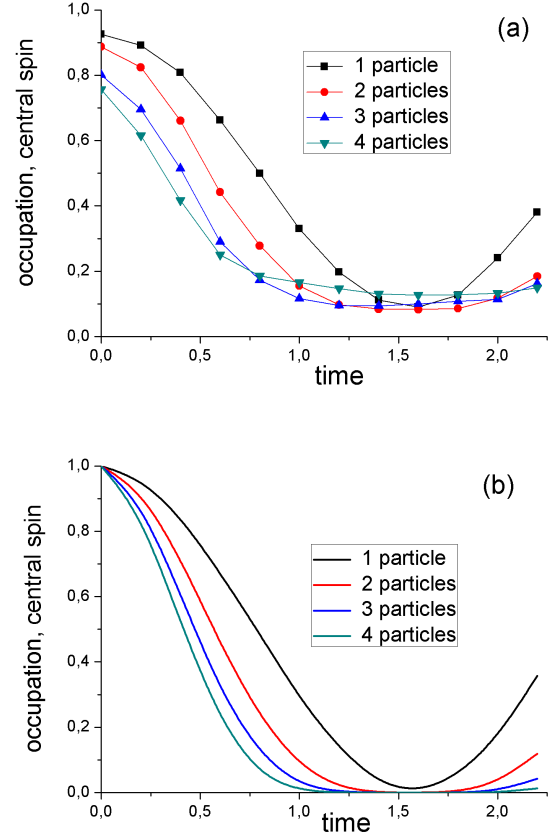 (a)
1,0
0,8
0,6
0,4
0,2
0,0
occupation, central spin
1 particle
2 particles
3 particles
4 particles
0,0
0,5
1,0
1,5
2,0
time
(b)
1,0
0,8
0,6
0,4
0,2
0,0
occupation, central spin
1 particle
2 particles
3 particles
4 particles
0,0
0,5
1,0
1,5
2,0
time